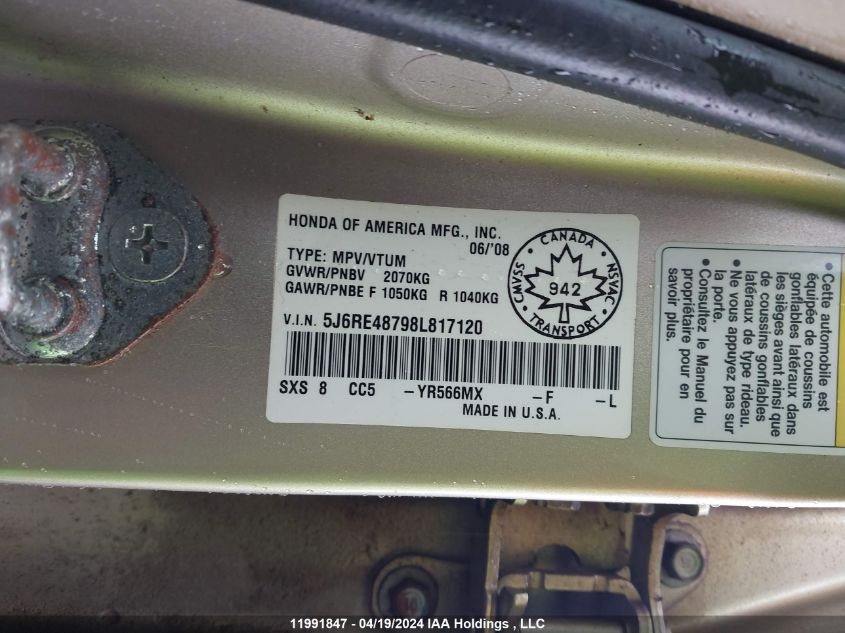 HONDA OF AMERICA MFG., INC.
06/'08
TYPE: MPV/VTUM
GVWR/PNBV 2070KG
GAWR/PNBE F 1050KG R 1040KG
V.I.N. 5J6RE48798L817120
SXS 8 CC5 -YR566MX -F -L
MADE IN U.S.A.
CANADA
CMVSS
942
NSVAC
TRANSPORT
• Cette automobile est
équipée de coussins
gonflables latéraux dans
les sièges avant ainsi que
de coussins gonflables
latéraux de type rideau.
• Ne vous appuyez pas sur
la porte.
• Consultez le Manuel du
propriétaire pour en
savoir plus.
11991847 - 04/19/2024 IAA Holdings , LLC